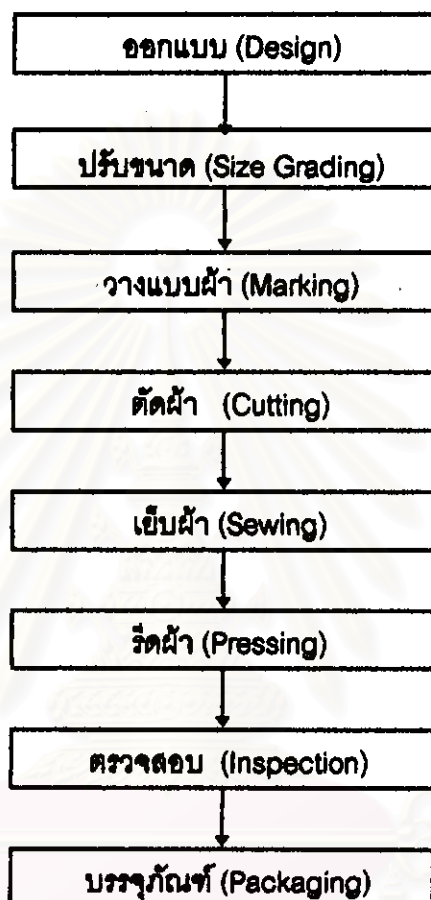 ออกแบบ (Design)
ปรับขนาด (Size Grading)
วางแบบผ้า (Marking)
ตัดผ้า (Cutting)
เย็บผ้า (Sewing)
รีดผ้า (Pressing)
ตรวจสอบ (Inspection)
บรรจุภัณฑ์ (Packaging)